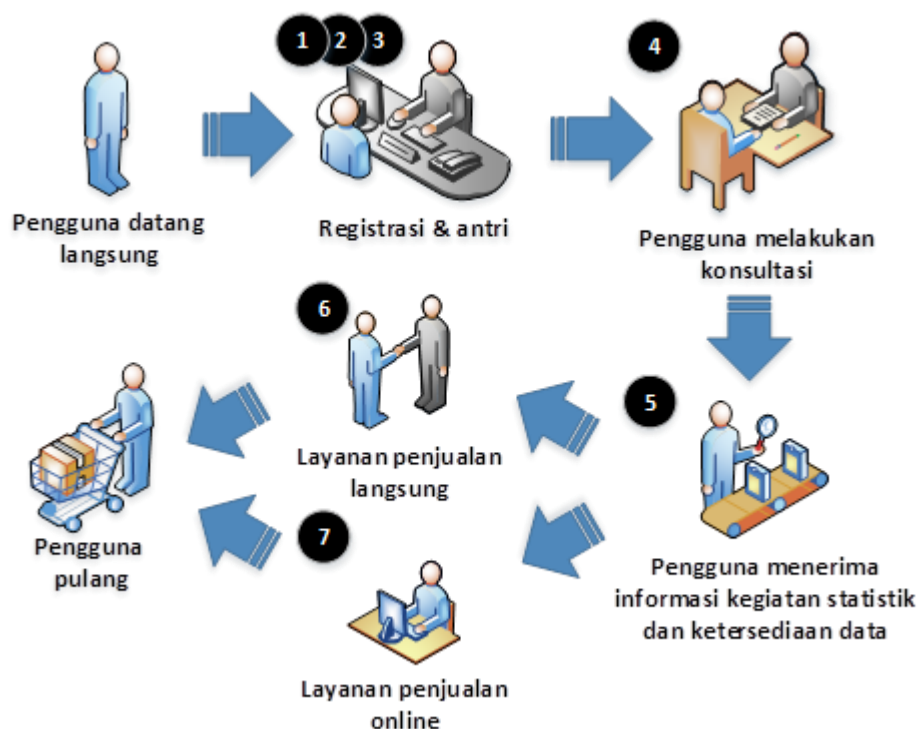 Pengguna datang
langsung
1 2 3
Registrasi & antri
4
Pengguna melakukan
konsultasi
5
Pengguna menerima
informasi kegiatan statistik
dan ketersediaan data
6
Layanan penjualan
langsung
7
Layanan penjualan
online
Pengguna
pulang